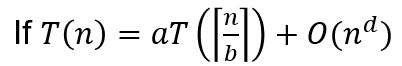 If T(n) = aT(⌈n/b⌉) + O(n^d)